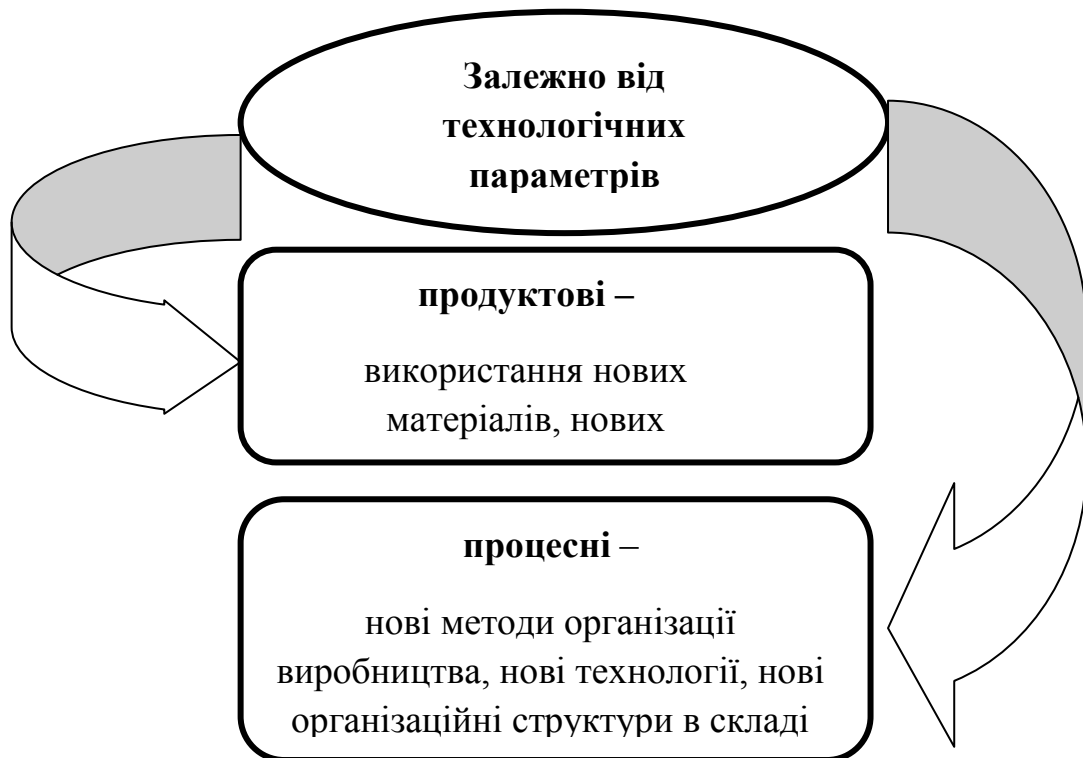 Залежно від
технологічних
параметрів
продуктові –
використання нових
матеріалів, нових
процесні –
нові методи організації
виробництва, нові технології, нові
організаційні структури в складі